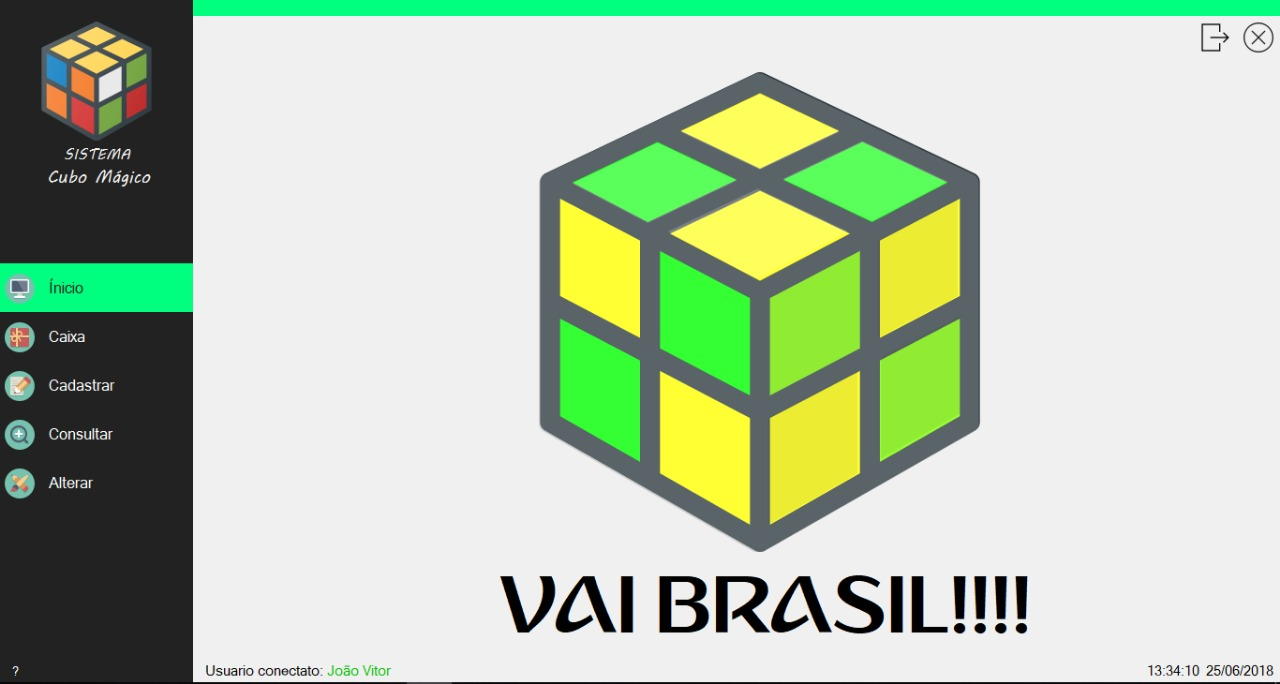 SISTEMA
Cubo Mágico
Ínicio
Caixa
Cadastrar
Consultar
Alterar
?
VAI BRASIL!!!!
Usuario conectato: João Vitor
13:34:10 25/06/2018